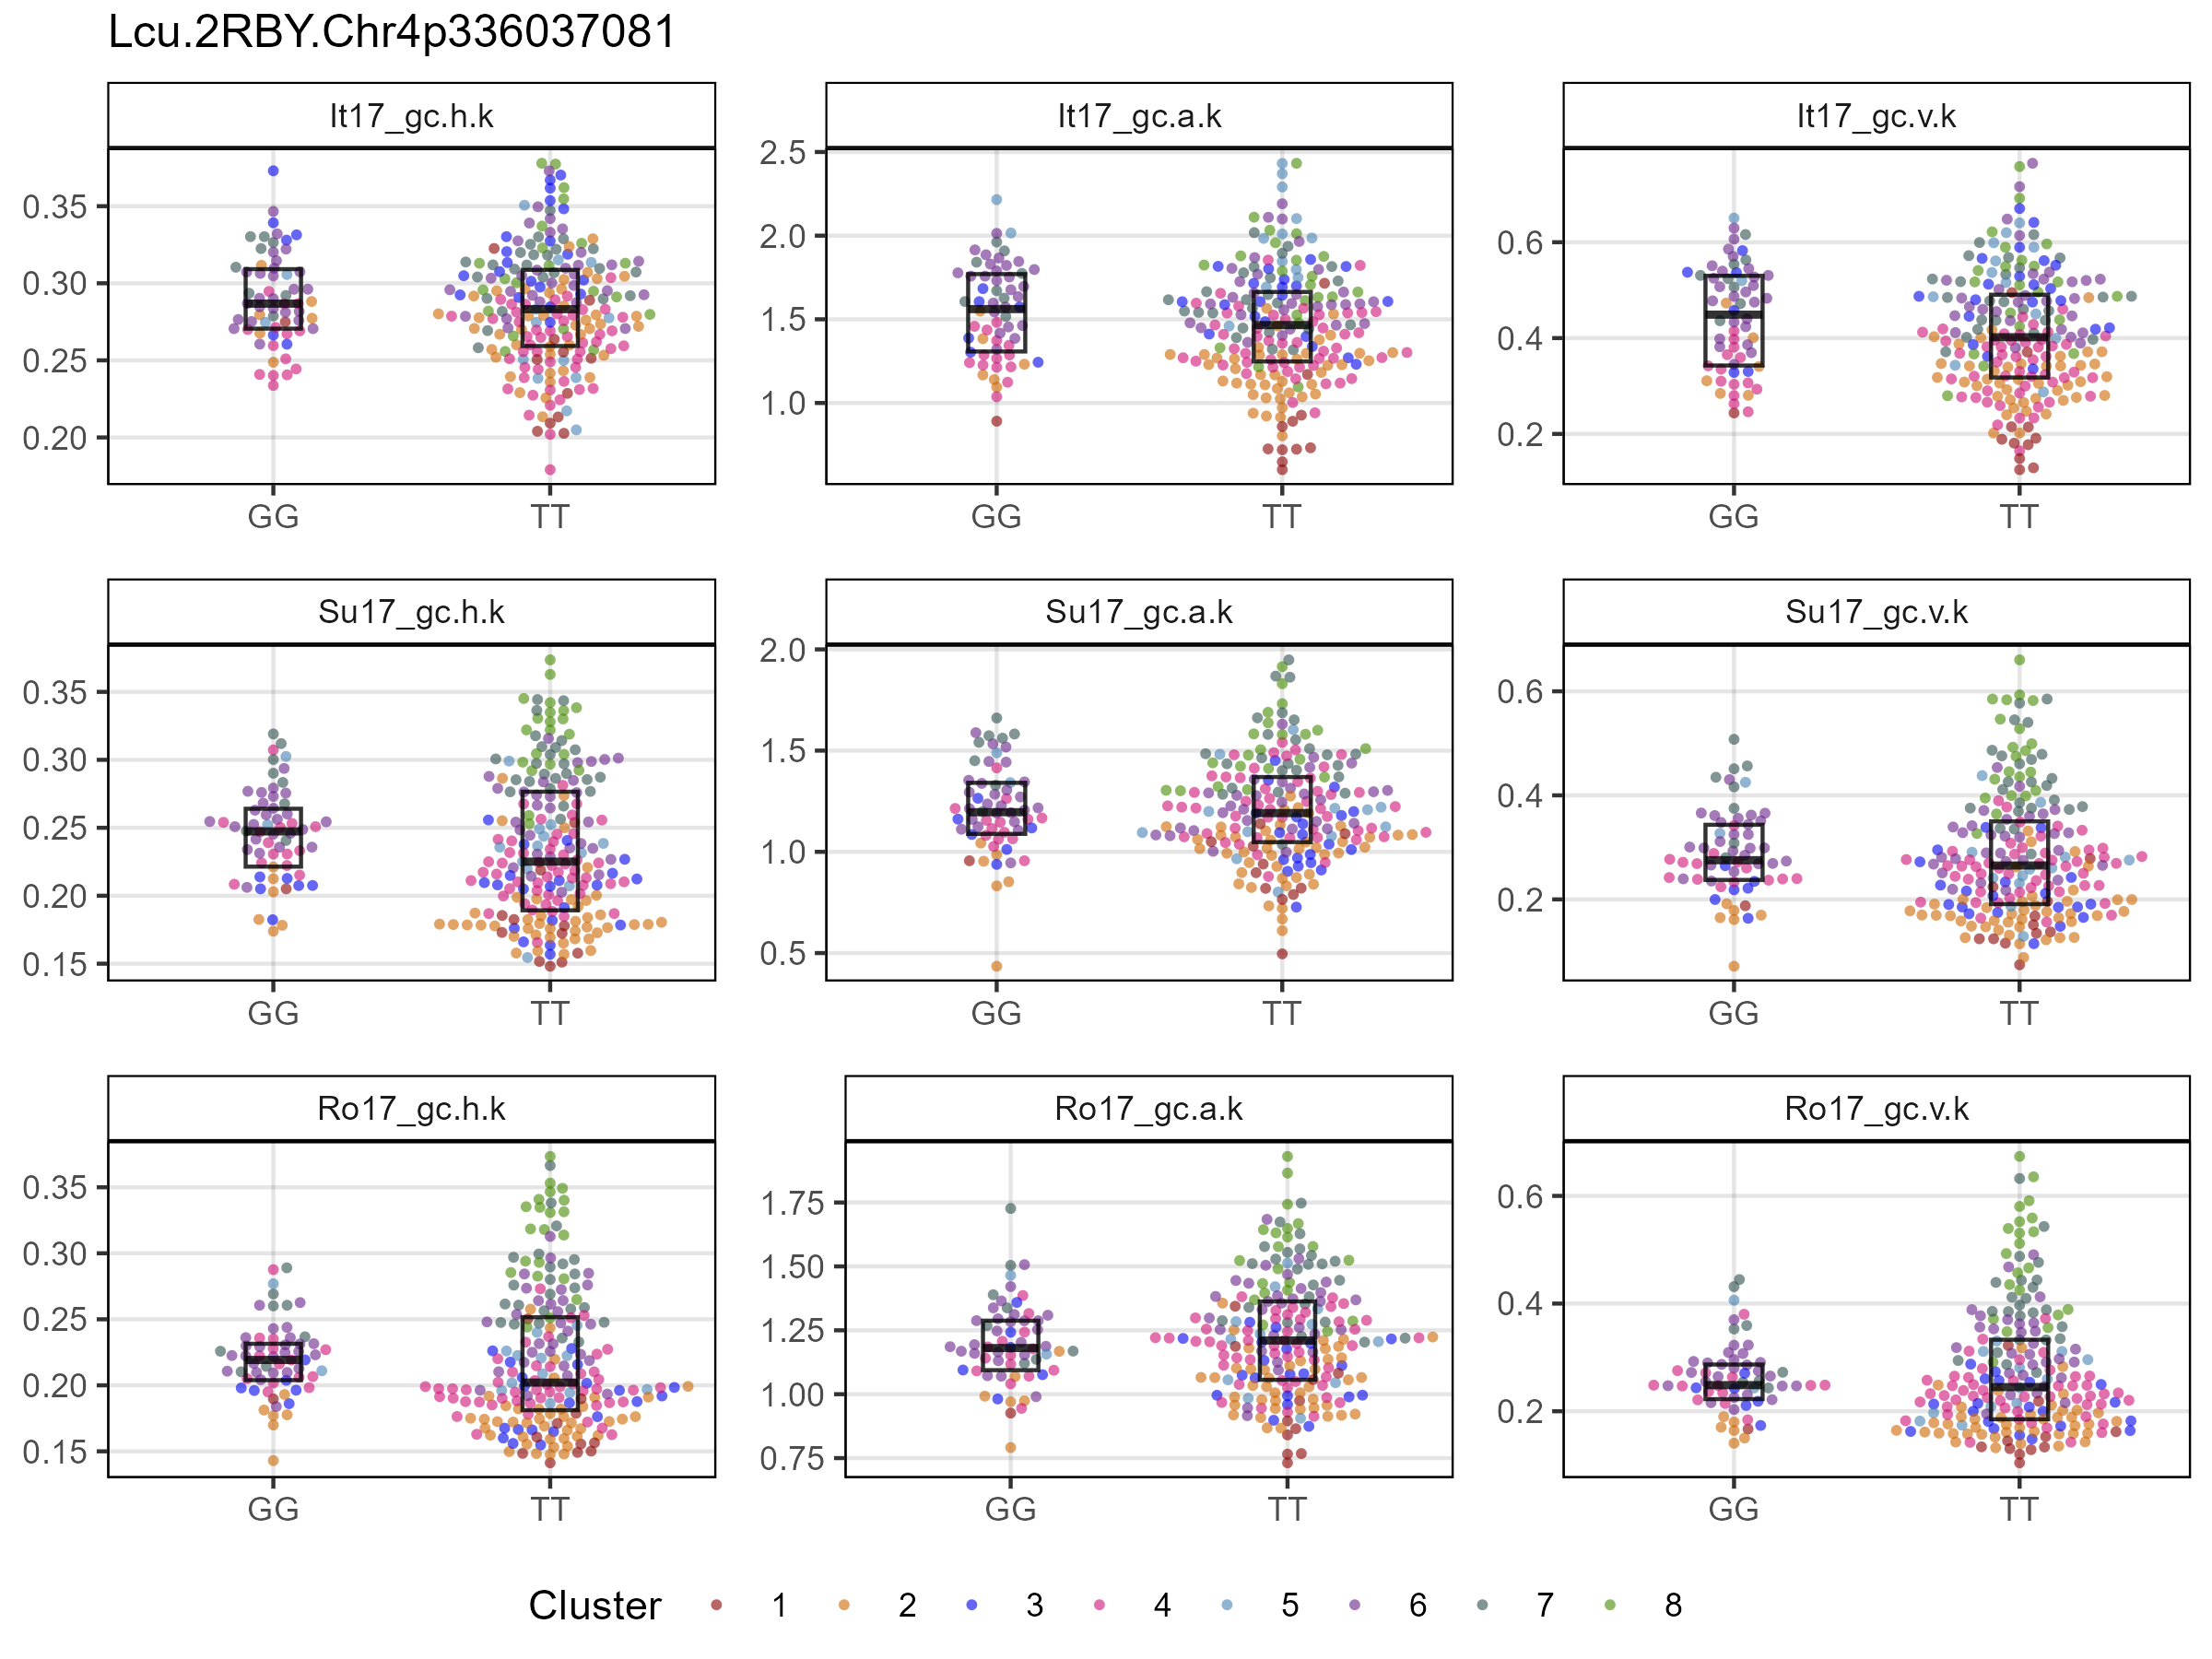 Lcu.2RBY.Chr4p336037081
It17_gc.h.k
It17_gc.a.k
It17_gc.v.k
0.35
0.30
0.25
0.20
2.5
2.0
1.5
1.0
0.6
0.4
0.2
GG TT
GG TT
GG TT
Su17_gc.h.k
Su17_gc.a.k
Su17_gc.v.k
0.35
0.30
0.25
0.20
0.15
2.0
1.5
1.0
0.5
0.6
0.4
0.2
GG TT
GG TT
GG TT
Ro17_gc.h.k
Ro17_gc.a.k
Ro17_gc.v.k
0.35
0.30
0.25
0.20
0.15
1.75
1.50
1.25
1.00
0.75
0.6
0.4
0.2
GG TT
GG TT
GG TT
Cluster 1 2 3 4 5 6 7 8